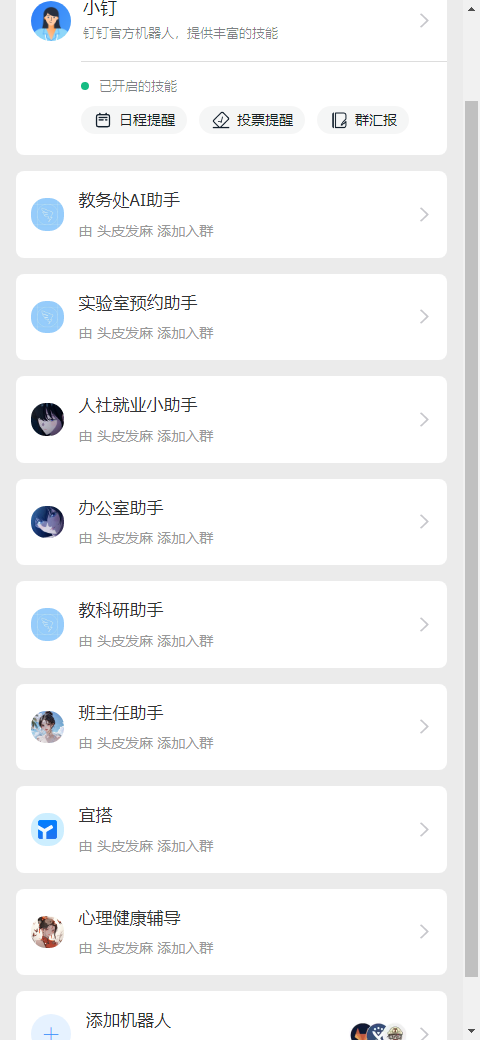 小钉
钉钉官方机器人，提供丰富的技能
已开启的技能
日程提醒 投票提醒 群汇报
教务处AI助手
由 头皮发麻 添加入群
实验室预约助手
由 头皮发麻 添加入群
人社就业小助手
由 头皮发麻 添加入群
办公室助手
由 头皮发麻 添加入群
教科研助手
由 头皮发麻 添加入群
班主任助手
由 头皮发麻 添加入群
宜搭
由 头皮发麻 添加入群
心理健康辅导
由 头皮发麻 添加入群
添加机器人